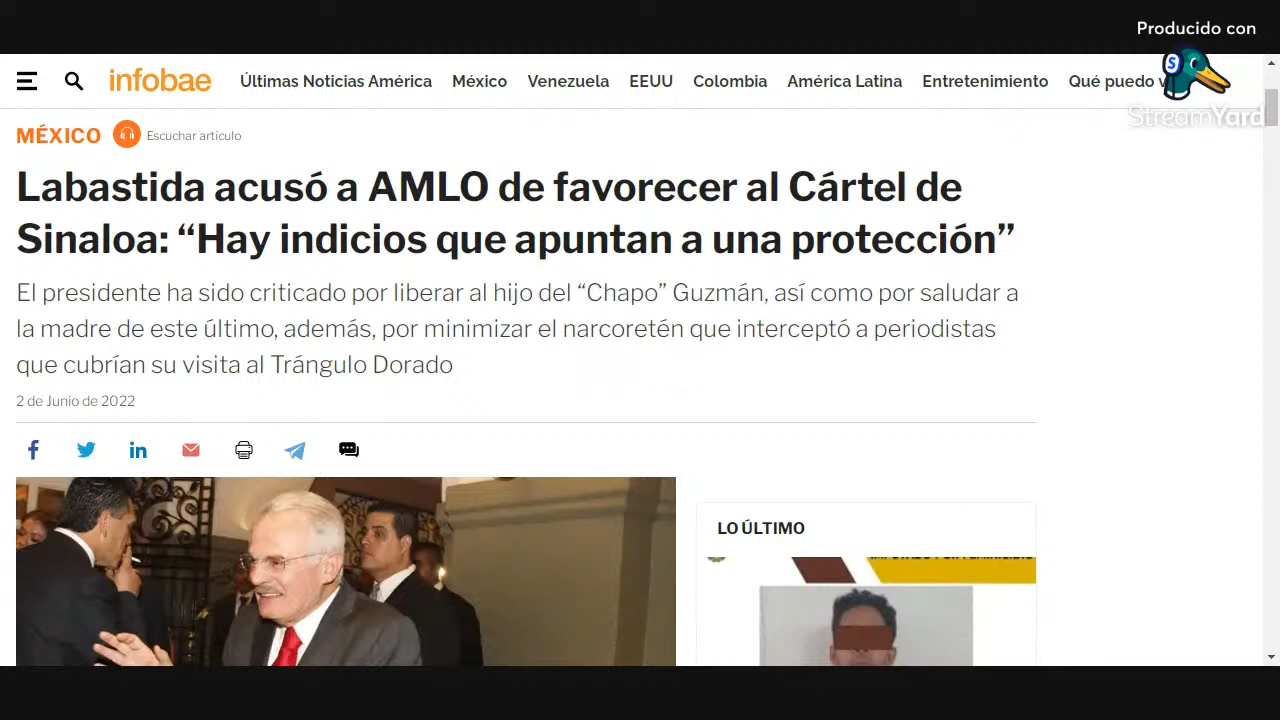 Producido con
infobae
Últimas Noticias América México Venezuela EEUU Colombia América Latina Entretenimiento Qué puedo
StreamYard
MÉXICO Escuchar artículo
Labastida acusó a AMLO de favorecer al Cártel de
Sinaloa: “Hay indicios que apuntan a una protección”
El presidente ha sido criticado por liberar al hijo del “Chapo” Guzmán, así como por saludar a
la madre de este último, además, por minimizar el narcoretén que interceptó a periodistas
que cubrían su visita al Trángulo Dorado
2 de Junio de 2022
LO ÚLTIMO